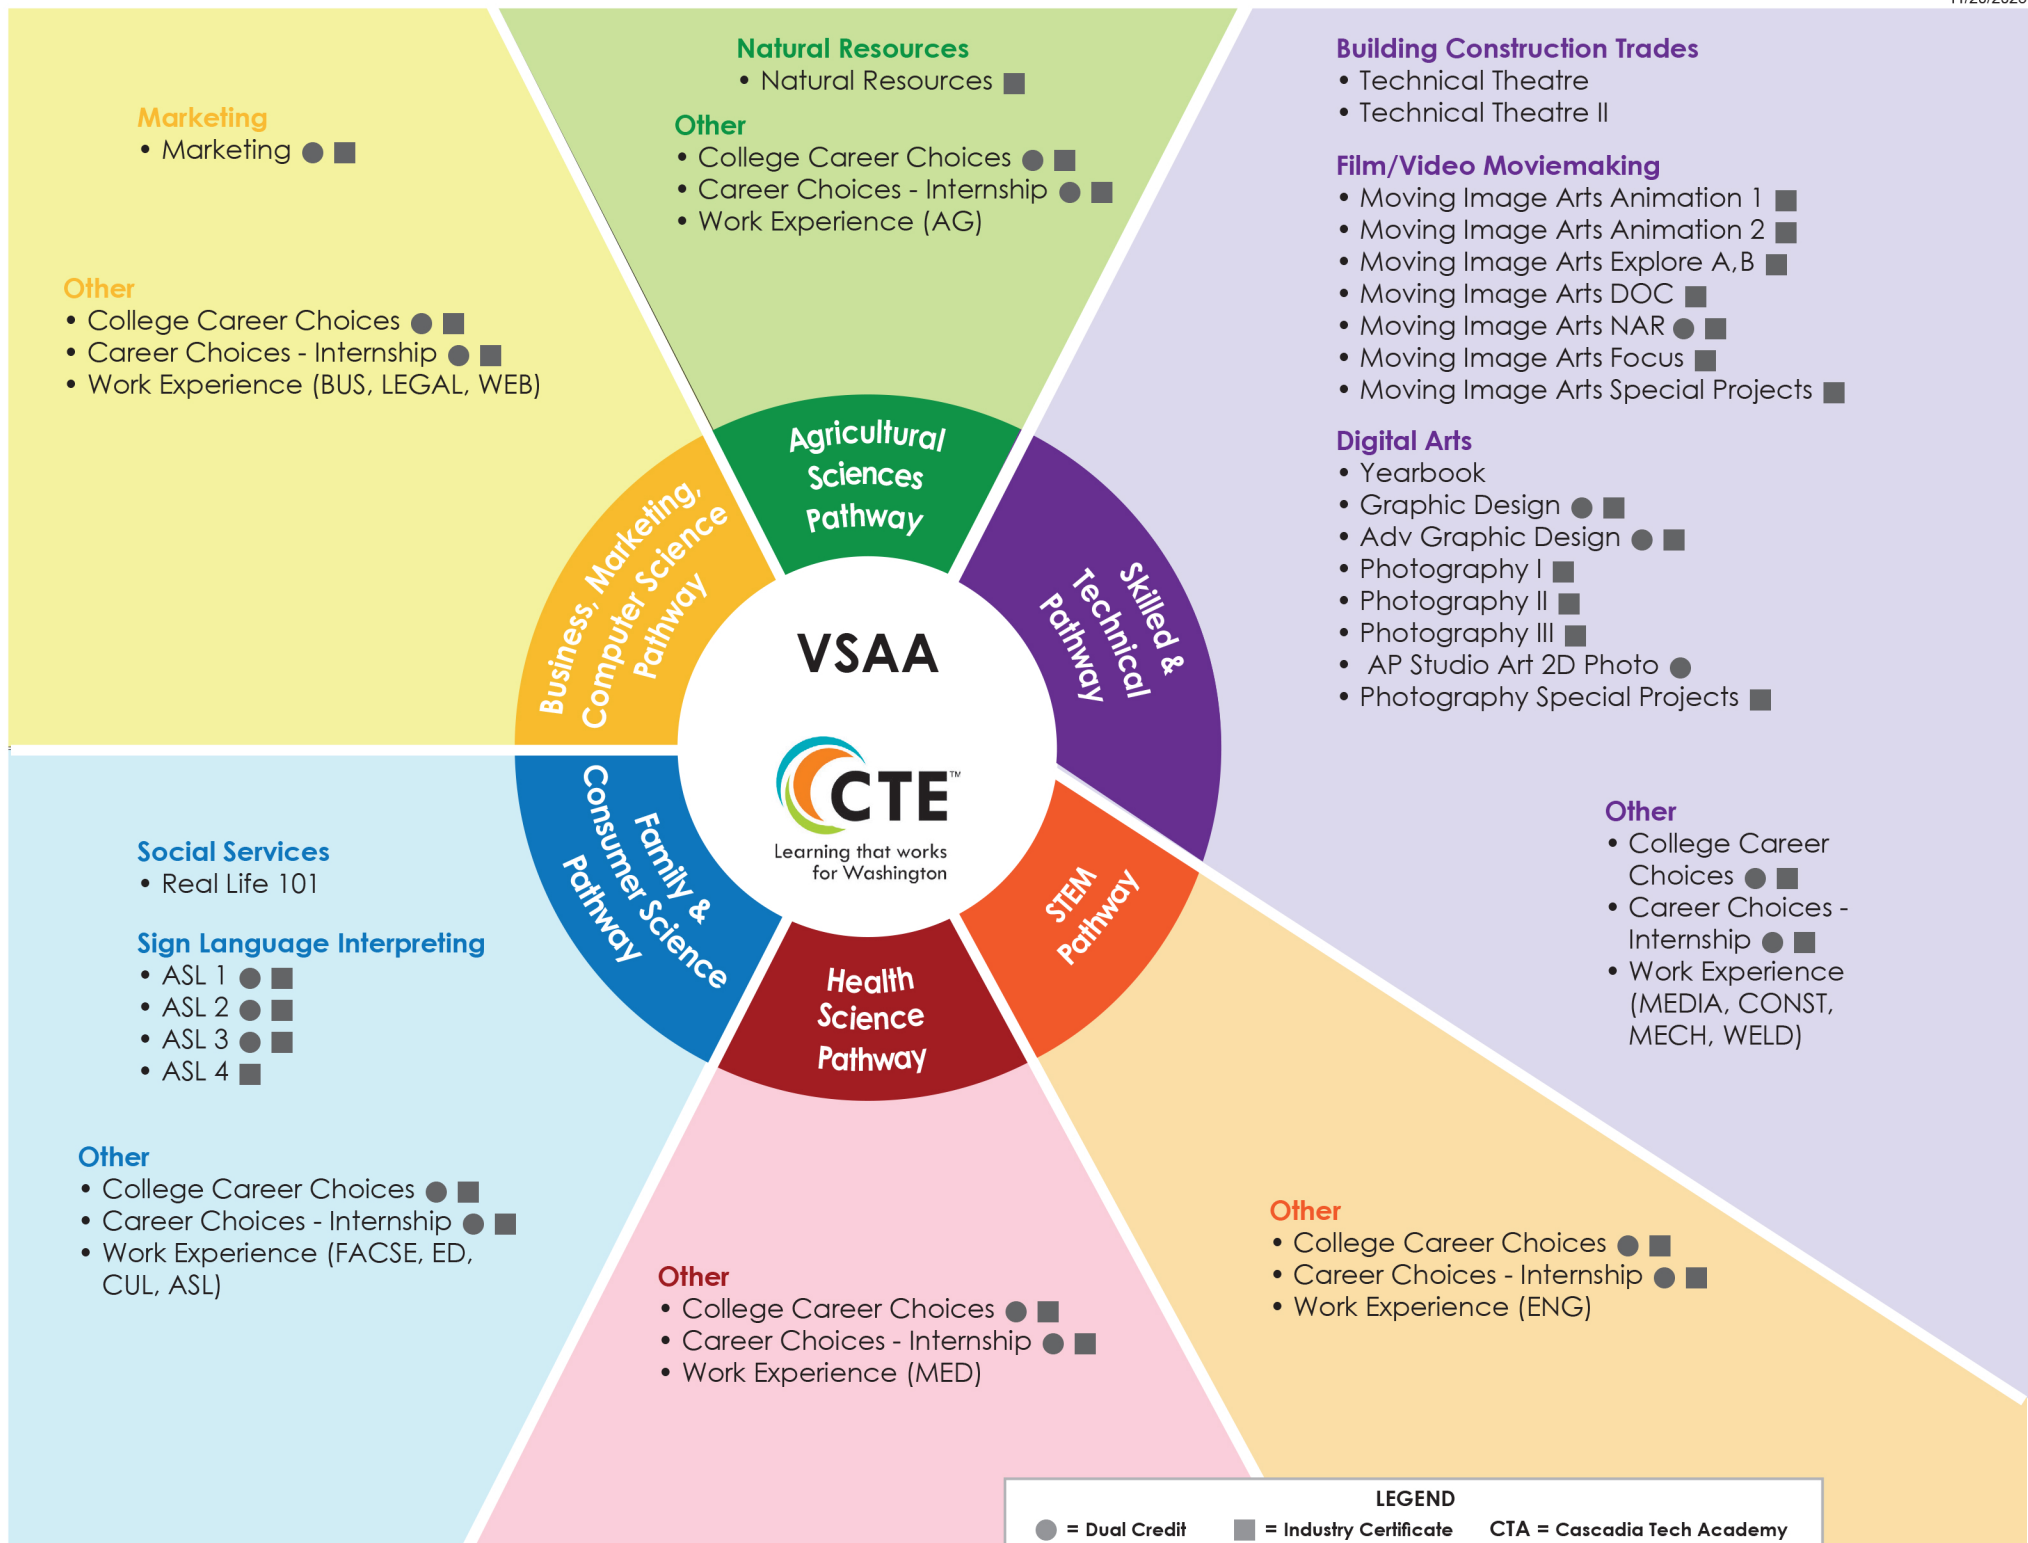 Marketing
• Marketing
Other
• College Career Choices
• Career Choices - Internship
• Work Experience (BUS, LEGAL, WEB)
Natural Resources
• Natural Resources
Other
• College Career Choices
• Career Choices - Internship
• Work Experience (AG)
Building Construction Trades
• Technical Theatre
• Technical Theatre II
Film/Video Moviemaking
• Moving Image Arts Animation 1
• Moving Image Arts Animation 2
• Moving Image Arts Explore A,B
• Moving Image Arts DOC
• Moving Image Arts NAR
• Moving Image Arts Focus
• Moving Image Arts Special Projects
Digital Arts
• Yearbook
• Graphic Design
• Adv Graphic Design
• Photography I
• Photography II
• Photography III
• AP Studio Art 2D Photo
• Photography Special Projects
Other
• College Career
Choices
• Career Choices -
Internship
• Work Experience
(MEDIA, CONST,
MECH, WELD)
Business, Marketing,
Computer Science
Pathway
Agricultural
Sciences
Pathway
Skilled &
Technical
Pathway
VSAA
CTE™
Learning that works
for Washington
Family &
Consumer Science
Pathway
Health
Science
Pathway
STEM
Pathway
Social Services
• Real Life 101
Sign Language Interpreting
• ASL 1
• ASL 2
• ASL 3
• ASL 4
Other
• College Career Choices
• Career Choices - Internship
• Work Experience (FACSE, ED,
CUL, ASL)
Other
• College Career Choices
• Career Choices - Internship
• Work Experience (MED)
Other
• College Career Choices
• Career Choices - Internship
• Work Experience (ENG)
LEGEND
= Dual Credit
= Industry Certificate
CTA = Cascadia Tech Academy